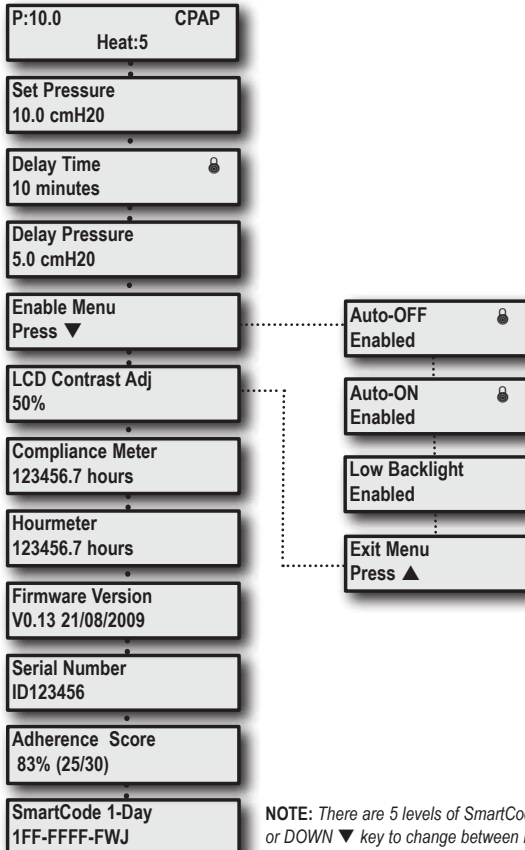 P:10.0 CPAP
Heat:5
Set Pressure
10.0 cmH20
Delay Time
10 minutes
Delay Pressure
5.0 cmH20
Enable Menu
Press ▼
LCD Contrast Adj
50%
Compliance Meter
123456.7 hours
Hourmeter
123456.7 hours
Firmware Version
V0.13 21/08/2009
Serial Number
ID123456
Adherence Score
83% (25/30)
SmartCode 1-Day
1FF-FFFF-FWJ
Auto-OFF
Enabled
Auto-ON
Enabled
Low Backlight
Enabled
Exit Menu
Press ▲
NOTE: There are 5 levels of
or DOWN ▼ key to change between